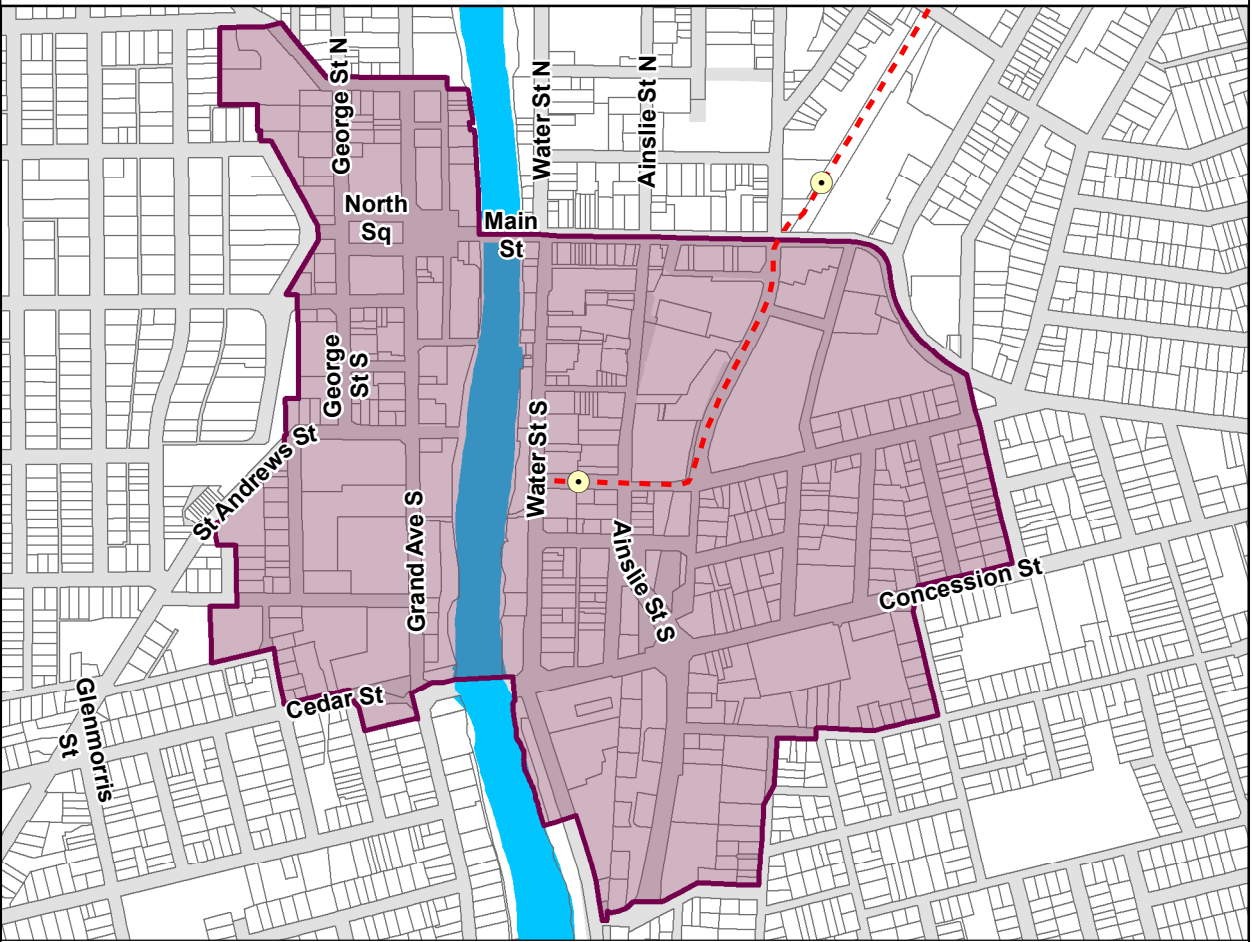 George St N
Water St N
Ainslie St N
North
Sq
Main
St
George
St S
St Andrews St
Water St S
Grand Ave S
Ainslie St S
Concession St
Cedar St
Glenmorris
St